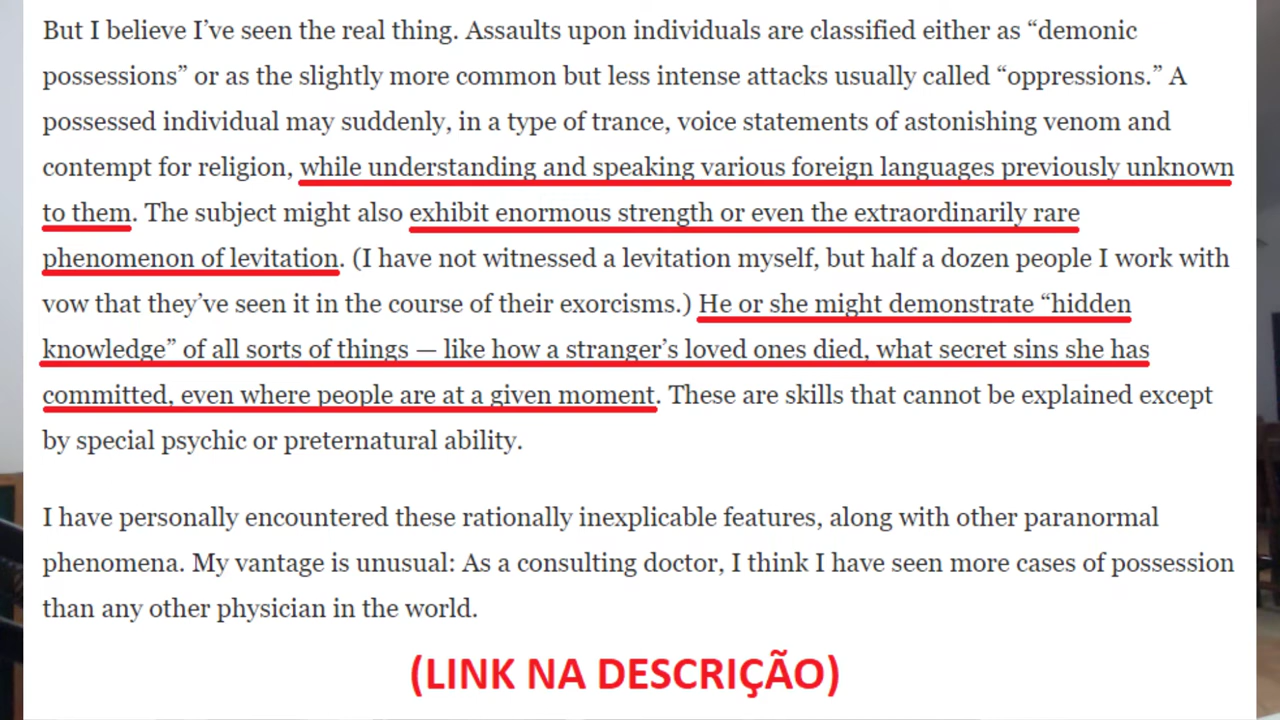 But I believe I’ve seen the real thing. Assaults upon individuals are classified either as “demonic
possessions” or as the slightly more common but less intense attacks usually called “oppressions.” A
possessed individual may suddenly, in a type of trance, voice statements of astonishing venom and
contempt for religion, while understanding and speaking various foreign languages previously unknown
to them. The subject might also exhibit enormous strength or even the extraordinarily rare
phenomenon of levitation. (I have not witnessed a levitation myself, but half a dozen people I work with
vow that they’ve seen it in the course of their exorcisms.) He or she might demonstrate “hidden
knowledge” of all sorts of things — like how a stranger’s loved ones died, what secret sins she has
committed, even where people are at a given moment. These are skills that cannot be explained except
by special psychic or preternatural ability.
I have personally encountered these rationally inexplicable features, along with other paranormal
phenomena. My vantage is unusual: As a consulting doctor, I think I have seen more cases of possession
than any other physician in the world.
(LINK NA DESCRIÇÃO)